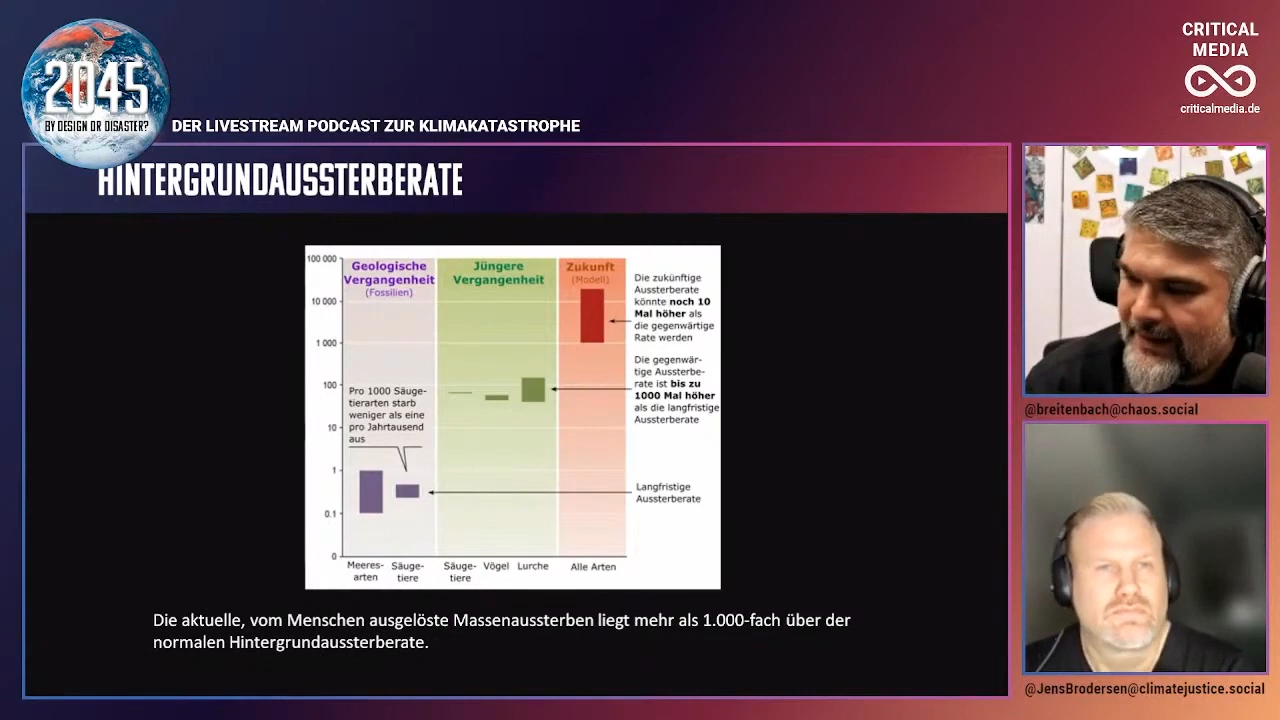 2045
BY DESIGN OR DISASTER?
DER LIVESTREAM PODCAST ZUR KLIMAKATASTROPHE
CRITICAL
MEDIA
criticalmedia.de
HINTERGRUNDAUSSTERBERATE
100 000
10 000
1 000
100
10
1
0.1
0
Geologische
Vergangenheit
(Fossilien)
Jüngere
Vergangenheit
Zukunft
(Modell)
Pro 1000 Säuge-
tierarten starb
weniger als eine
pro Jahrtausend
aus
Die zukünftige
Aussterberate
könnte noch 10
Mal höher als
die gegenwärtige
Rate werden
Die gegenwär-
tige Aussterbe-
rate ist bis zu
1000 Mal höher
als die langfristige
Aussterberate
Langfristige
Aussterberate
Meeres-
arten
Säuge-
tiere
Säuge-
tiere
Vögel
Lurche
Alle Arten
Die aktuelle, vom Menschen ausgelöste Massenaussterben liegt mehr als 1.000-fach über der
normalen Hintergrundaussterberate.
@breitenbach@chaos.social
@JensBrodersen@climatejustice.social